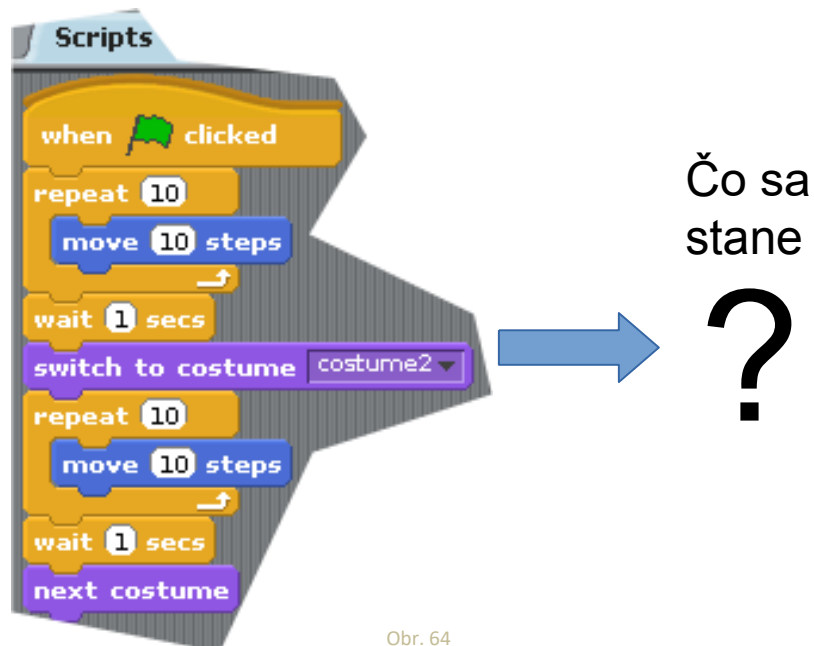 Scripts
when clicked
repeat 10
move 10 steps
wait 1 secs
switch to costume costume2
repeat 10
move 10 steps
wait 1 secs
next costume
Čo sa
stane
?
Obr. 64